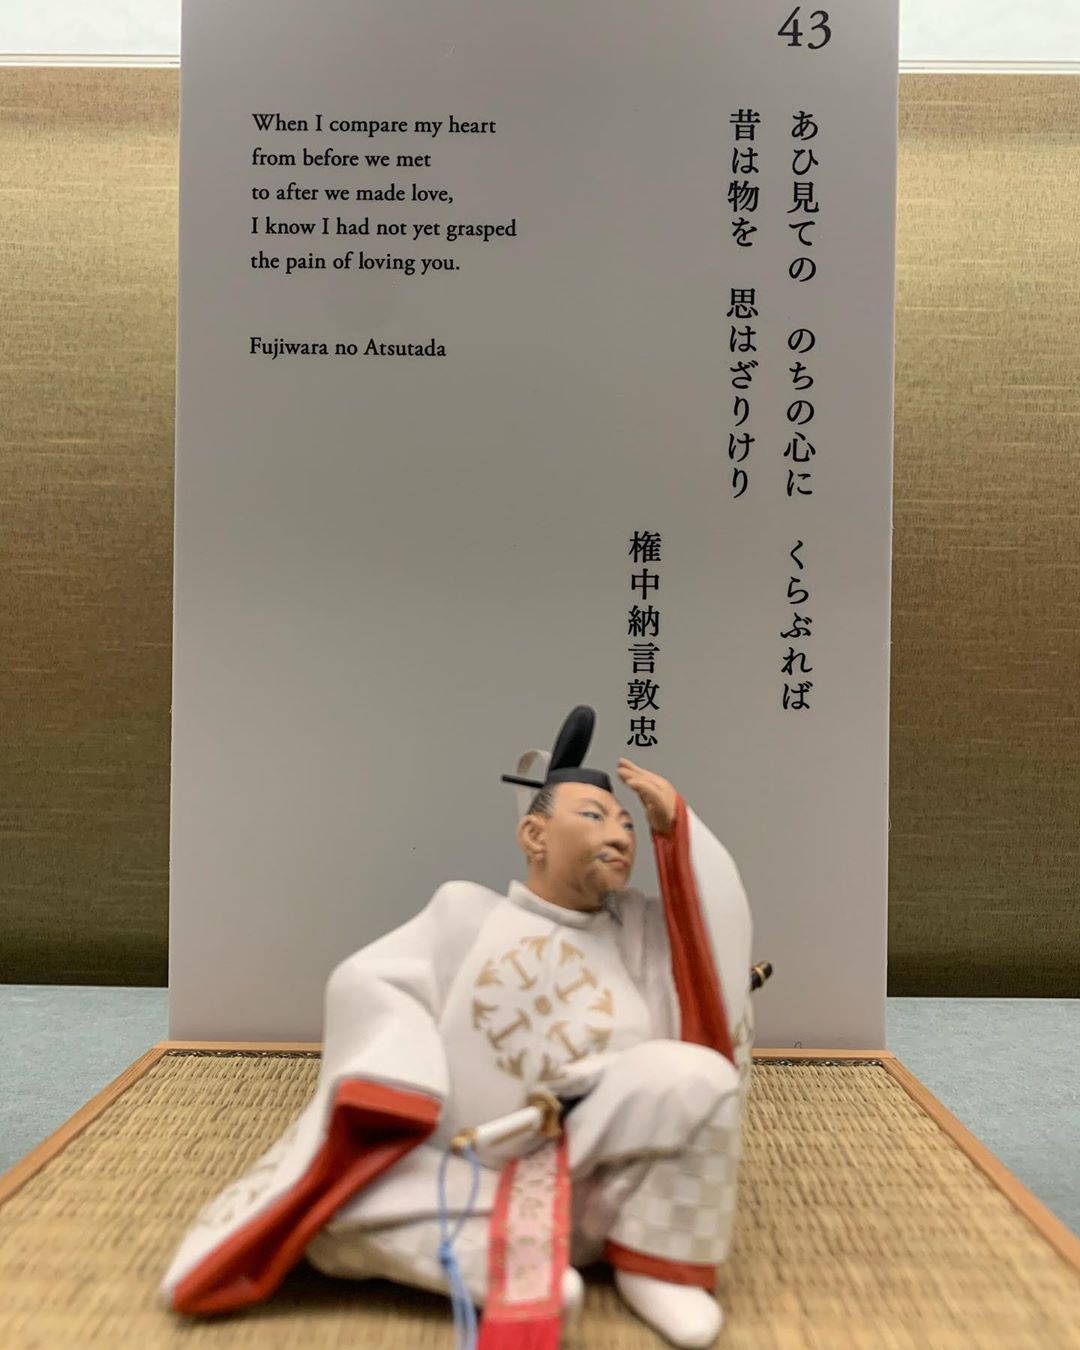 43
あひ見ての のちの心に くらぶれば
昔は物を 思はざりけり
権中納言敦忠
When I compare my heart
from before we met
to after we made love,
I know I had not yet grasped
the pain of loving you.
Fujiwara no Atsutada